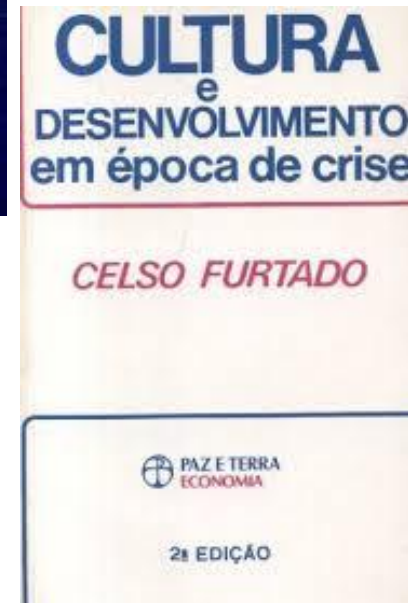 CULTURA
e
DESENVOLVIMENTO
em época de crise
CELSO FURTADO
PAZ E TERRA
ECONOMIA
2ª EDIÇÃO